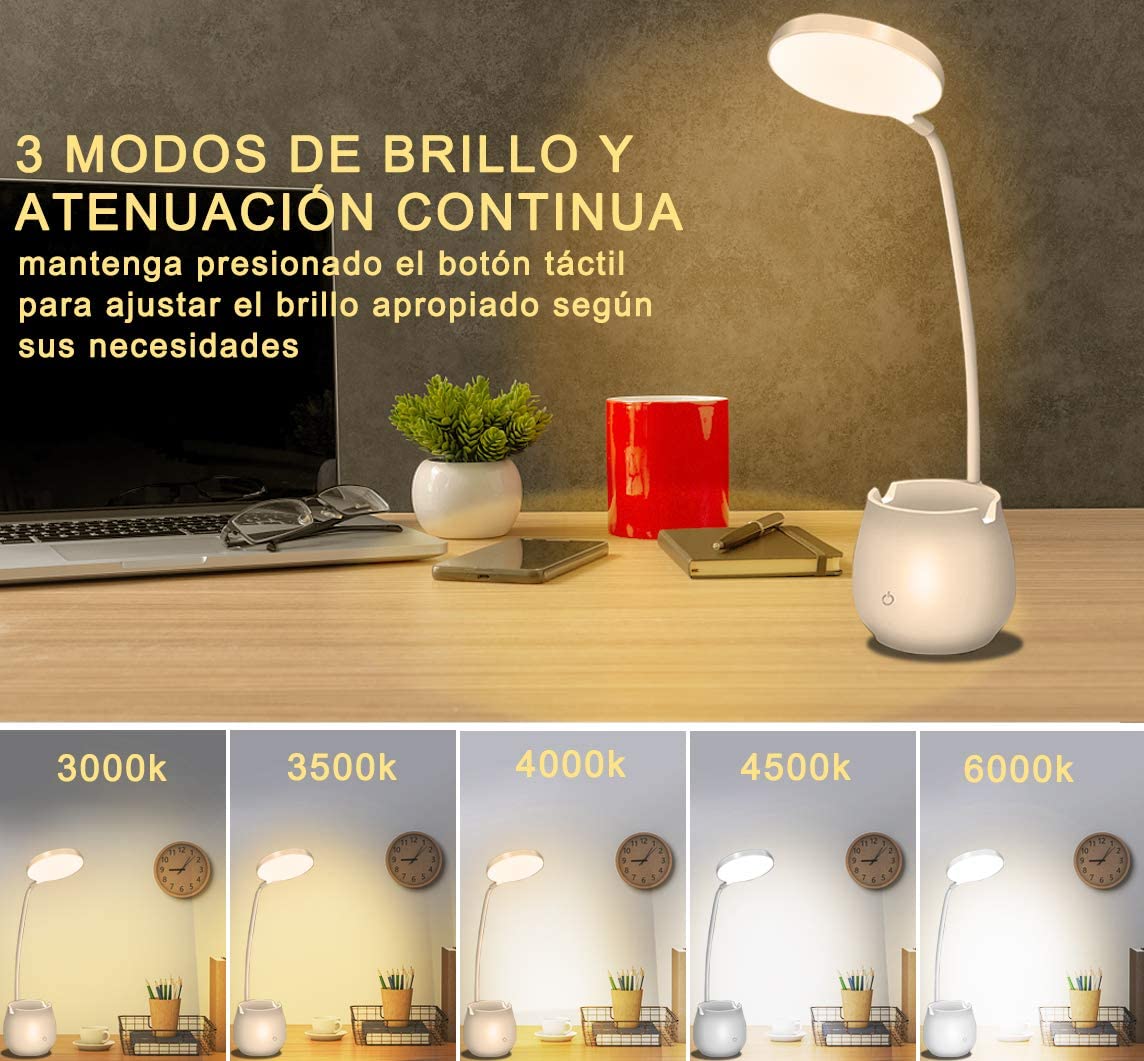 3 MODOS DE BRILLO Y
ATENUACIÓN CONTINUA
mantenga presionado el botón táctil
para ajustar el brillo apropiado según
sus necesidades
3000k
3500k
4000k
4500k
6000k